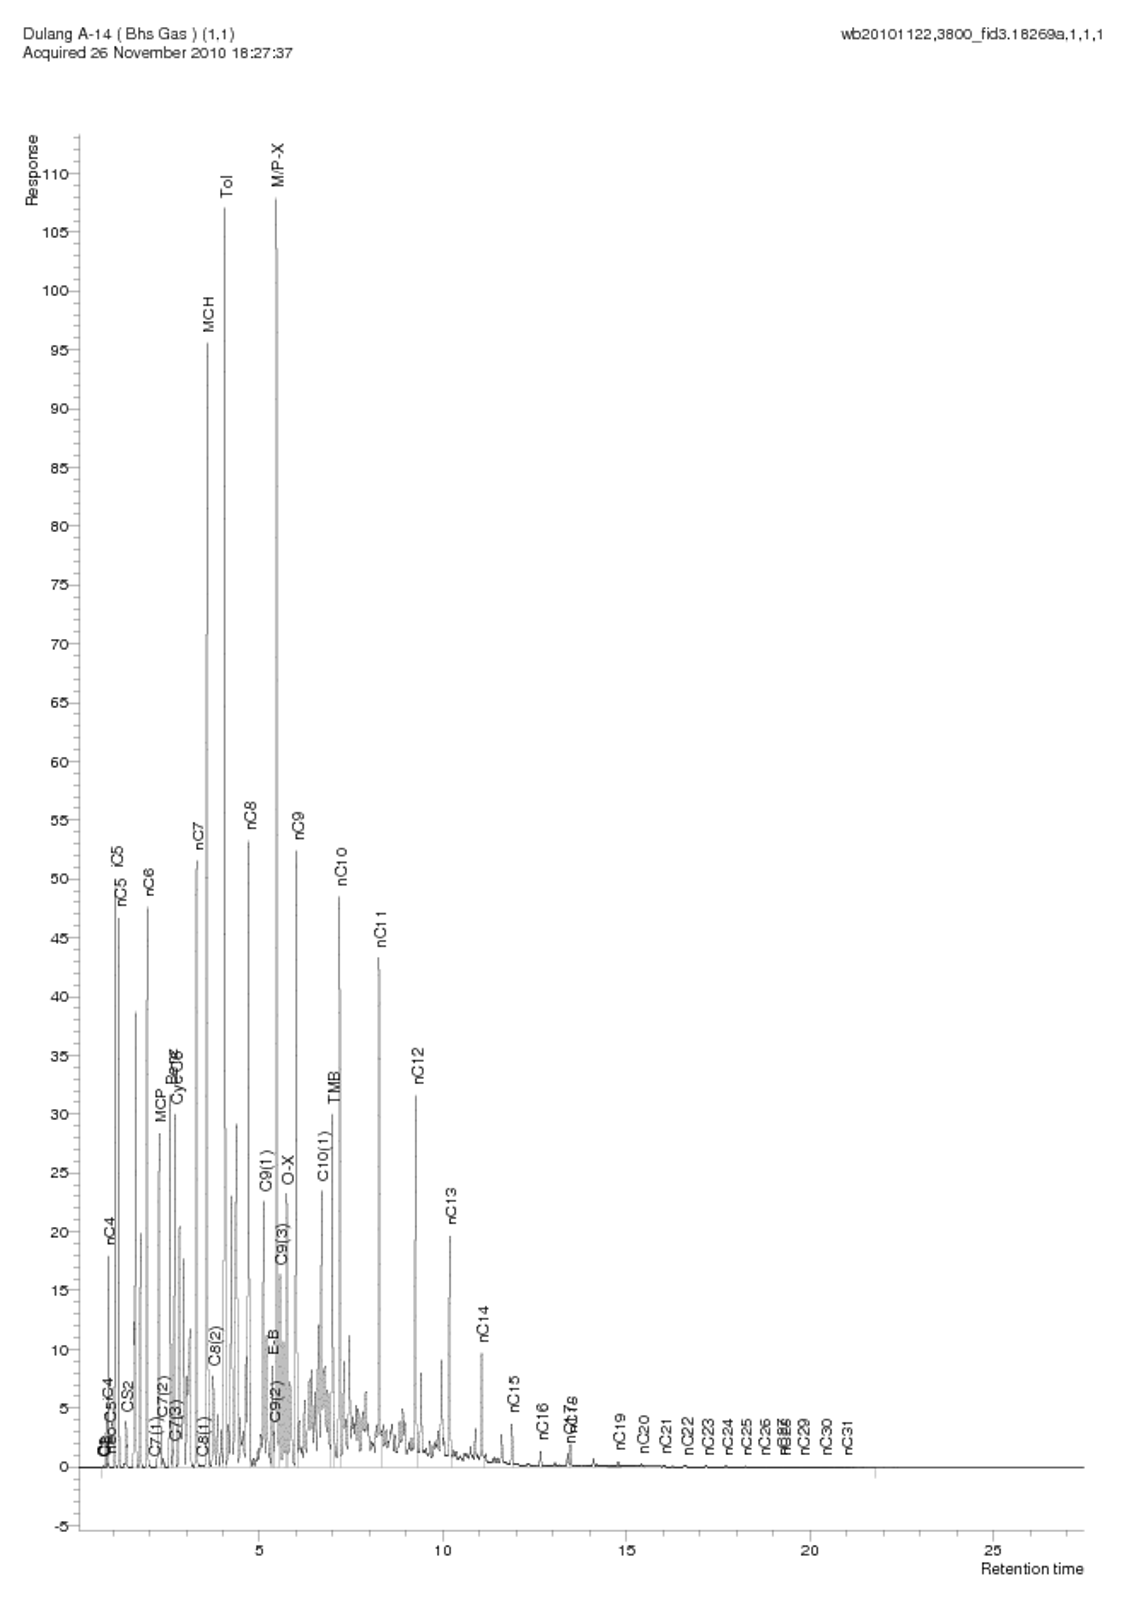 Dulang A-14 ( Bhs Gas ) (1,1)
Acquired 26 November 2010 18:27:37
wb20101122,3800_fid3.18269a,1,1,1
Response
110
105
100
95
90
85
80
75
70
65
60
55
50
45
40
35
30
25
20
15
10
5
0
-5
nC4
iC5
nC5
CS2
nC6
C7(1)
MCP
C7(2)
C7(3)
nC7
C8(1)
MCH
C8(2)
Tol
nC8
C9(1)
E-B
C9(2)
M/P-X
C9(3)
O-X
nC9
C10(1)
TMB
nC10
nC11
nC12
nC13
nC14
nC15
nC16
nC19
nC20
nC21
nC22
nC23
nC24
nC25
nC26
nC29
nC30
nC31
5
10
15
20
25
Retention time